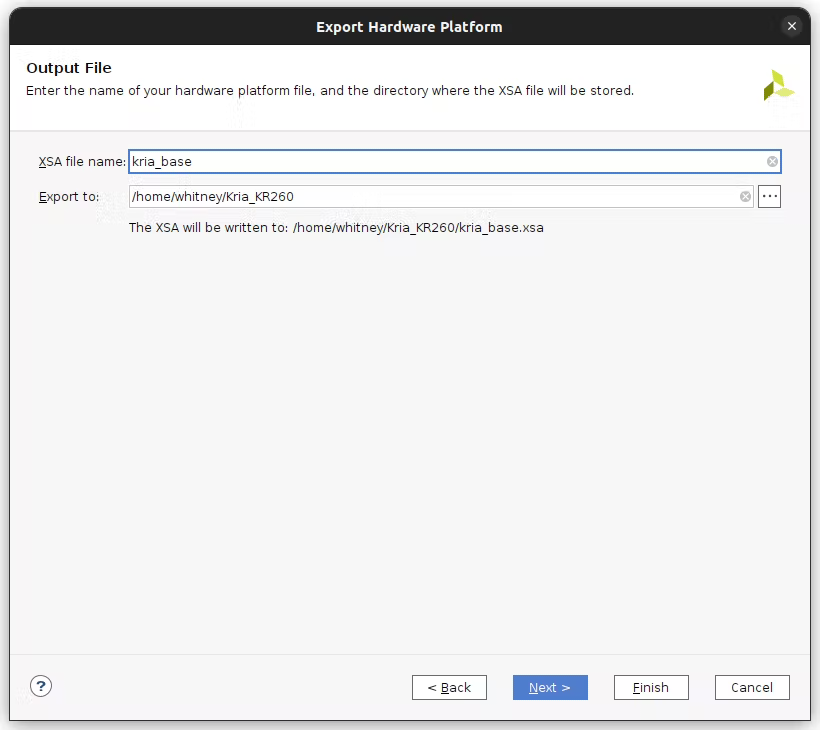 Export Hardware Platform
Output File
Enter the name of your hardware platform file, and the directory where the XSA file will be stored.
XSA file name: kria_base
Export to: /home/whitney/Kria_KR260 ...
The XSA will be written to: /home/whitney/Kria_KR260/kria_base.xsa
? < Back Next > Finish Cancel